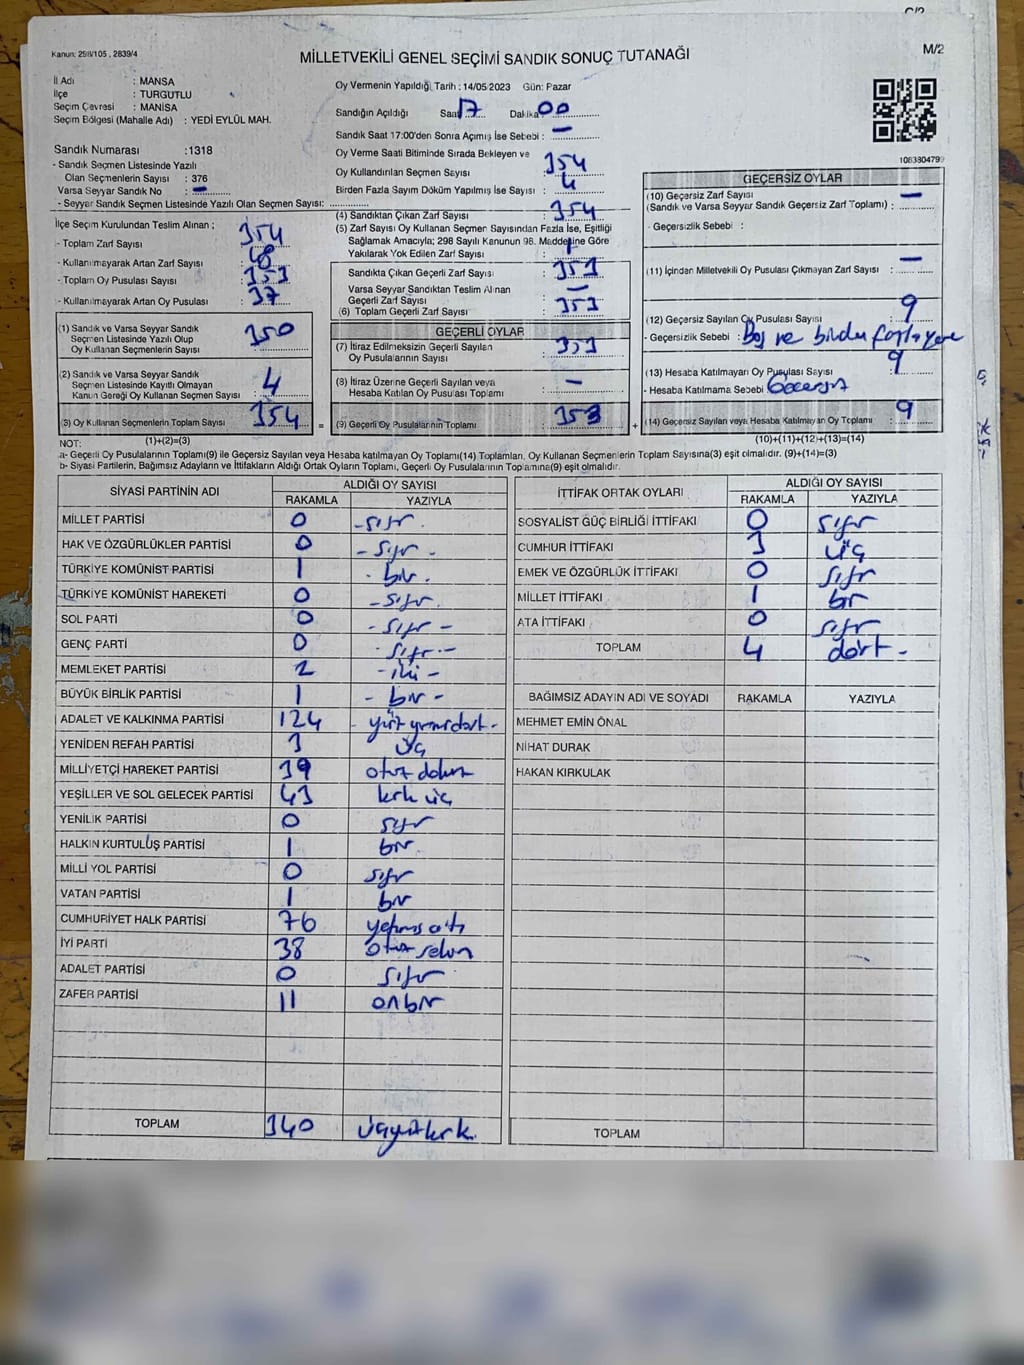 Kanun: 298/105 , 2839/4
MİLLETVEKİLİ GENEL SEÇİMİ SANDIK SONUÇ TUTANAĞI
M/2
İl Adı : MANSA
İlçe : TURGUTLU
Seçim Çevresi : MANİSA
Seçim Bölgesi (Mahalle Adı) : YEDİ EYLÜL MAH.
Oy Vermenin Yapıldığı Tarih : 14/05/2023 Gün: Pazar
Sandığın Açıldığı Saat 17 Dakika 00
Sandık Saat 17:00'den Sonra Açımış İse Sebebi : —
Sandık Numarası :1318
- Sandık Seçmen Listesinde Yazılı
Olan Seçmenlerin Sayısı : 376
Varsa Seyyar Sandık No : —
- Seyyar Sandık Seçmen Listesinde Yazılı Olan Seçmen Sayısı:
Oy Verme Saati Bitiminde Sırada Bekleyen ve
Oy Kullandırılan Seçmen Sayısı : 354
Birden Fazla Sayım Döküm Yapılmış İse Sayısı : 4
108380479
İlçe Seçim Kurulundan Teslim Alınan ;
- Toplam Zarf Sayısı : 354
- Kullanılmayarak Artan Zarf Sayısı
- Toplam Oy Pusulası Sayısı 353
- Kullanılmayarak Artan Oy Pusulası : 37
(4) Sandıktan Çıkan Zarf Sayısı : 354
(5) Zarf Sayısı Oy Kullanan Seçmen Sayısından Fazla İse, Eşitliği
Sağlamak Amacıyla; 298 Sayılı Kanunun 98. Maddesine Göre
Yakılarak Yok Edilen Zarf Sayısı : 1
Sandıkta Çıkan Geçerli Zarf Sayısı : 353
Varsa Seyyar Sandıktan Teslim Alınan
Geçerli Zarf Sayısı : —
(6) Toplam Geçerli Zarf Sayısı : 353
GEÇERSİZ OYLAR
(10) Geçersiz Zarf Sayısı
(Sandık ve Varsa Seyyar Sandık Geçersiz Zarf Toplamı) : —
- Geçersizlik Sebebi :
(11) İçinden Milletvekili Oy Pusulası Çıkmayan Zarf Sayısı : —
(12) Geçersiz Sayılan Oy Pusulası Sayısı : 9
- Geçersizlik Sebebi : Boş ve birden fazla yere
(13) Hesaba Katılmayan Oy Pusulası Sayısı : 9
- Hesaba Katılmama Sebebi : Geçersiz
(14) Geçersiz Sayılan veya Hesaba Katılmayan Oy Toplamı : 9
(1) Sandık ve Varsa Seyyar Sandık
Seçmen Listesinde Yazılı Olup
Oy Kullanan Seçmenlerin Sayısı : 350
(2) Sandık ve Varsa Seyyar Sandık
Seçmen Listesinde Kayıtlı Olmayan
Kanun Gereği Oy Kullanan Seçmen Sayısı : 4
(3) Oy Kullanan Seçmenlerin Toplam Sayısı : 354
GEÇERLİ OYLAR
(7) İtiraz Edilmeksizin Geçerli Sayılan
Oy Pusulasının Sayısı : 353
(8) İtiraz Üzerine Geçerli Sayılan veya
Hesaba Katılan Oy Pusulası Toplamı : —
(9) Geçerli Oy Pusulalarının Toplamı : 353
NOT: (1)+(2)=(3)
(10)+(11)+(12)+(13)=(14)
a- Geçerli Oy Pusulalarının Toplamı(9) ile Geçersiz Sayılan veya Hesaba katılmayan Oy Toplamı(14) Toplamları, Oy Kullanan Seçmenlerin Toplam Sayısına(3) eşit olmalıdır. (9)+(14)=(3)
b- Siyasi Partilerin, Bağımsız Adayların ve İttifakların Aldığı Ortak Oyların Toplamı, Geçerli Oy Pusulalarının Toplamına(9) eşit olmalıdır.
SİYASİ PARTİNİN ADI ALDIĞI OY SAYISI
RAKAMLA YAZIYLA
MİLLET PARTİSİ 0 - sıfır .
HAK VE ÖZGÜRLÜKLER PARTİSİ 0 - sıfır -
TÜRKİYE KOMÜNİST PARTİSİ 1 - bir .
TÜRKİYE KOMÜNİST HAREKETİ 0 - sıfır.
SOL PARTİ 0 - sıfır -
GENÇ PARTİ 0 - sıfır -
MEMLEKET PARTİSİ 2 - iki -
BÜYÜK BİRLİK PARTİSİ 1 - bir -
ADALET VE KALKINMA PARTİSİ 124 - yüz yirmi dört -
YENİDEN REFAH PARTİSİ 3 üç
MİLLİYETÇİ HAREKET PARTİSİ 39 otuz dokuz
YEŞİLLER VE SOL GELECEK PARTİSİ 43 kırk üç
YENİLİK PARTİSİ 0 sıfır
HALKIN KURTULUŞ PARTİSİ 1 bir
MİLLİ YOL PARTİSİ 0 sıfır
VATAN PARTİSİ 1 bir
CUMHURİYET HALK PARTİSİ 76 yetmiş altı
İYİ PARTİ 38 otuz sekiz
ADALET PARTİSİ 0 sıfır
ZAFER PARTİSİ 11 onbir
TOPLAM 340 üçyüzkırk.
İTTİFAK ORTAK OYLARI ALDIĞI OY SAYISI
RAKAMLA YAZIYLA
SOSYALİST GÜÇ BİRLİĞİ İTTİFAKI 0 sıfır
CUMHUR İTTİFAKI 3 üç
EMEK VE ÖZGÜRLÜK İTTİFAKI 0 sıfır
MİLLET İTTİFAKI 1 bir
ATA İTTİFAKI 0 sıfır
TOPLAM 4 dört -
BAĞIMSIZ ADAYIN ADI VE SOYADI RAKAMLA YAZIYLA
MEHMET EMİN ÖNAL
NİHAT DURAK
HAKAN KIRKULAK
TOPLAM